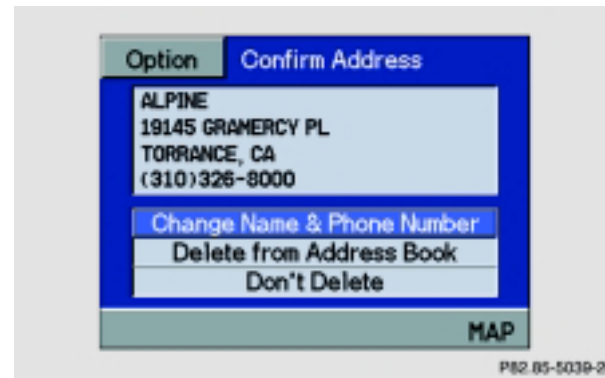 Option Confirm Address
ALPINE
19145 GRAMERCY PL
TORRANCE, CA
(310)326-8000
Change Name & Phone Number
Delete from Address Book
Don't Delete
MAP
P82.85-5039-2